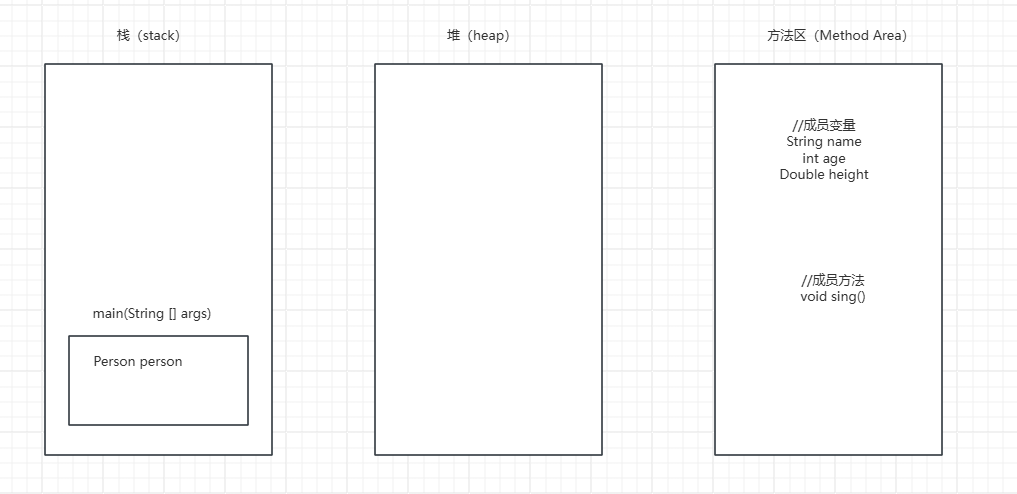 栈（stack）
堆（heap）
方法区（Method Area）
//成员变量
String name
int age
Double height
//成员方法
void sing()
main(String [] args)
Person person